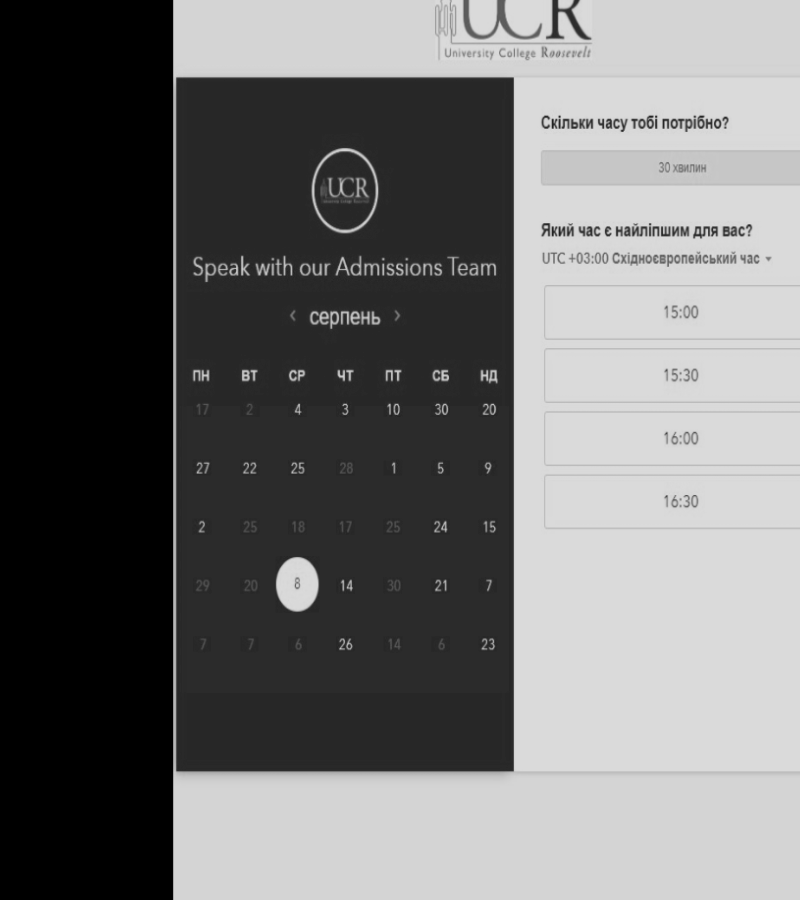 UCR
University College Roosevelt
UCR
Speak with our Admissions Team
‹ серпень ›
ПН ВТ СР ЧТ ПТ СБ НД
17 2 4 3 10 30 20
27 22 25 28 1 5 9
2 25 18 17 25 24 15
29 20 8 14 30 21 7
7 7 6 26 14 6 23
Скільки часу тобі потрібно?
30 хвилин
Який час є найліпшим для вас?
UTC +03:00 Східноєвропейський час
15:00
15:30
16:00
16:30